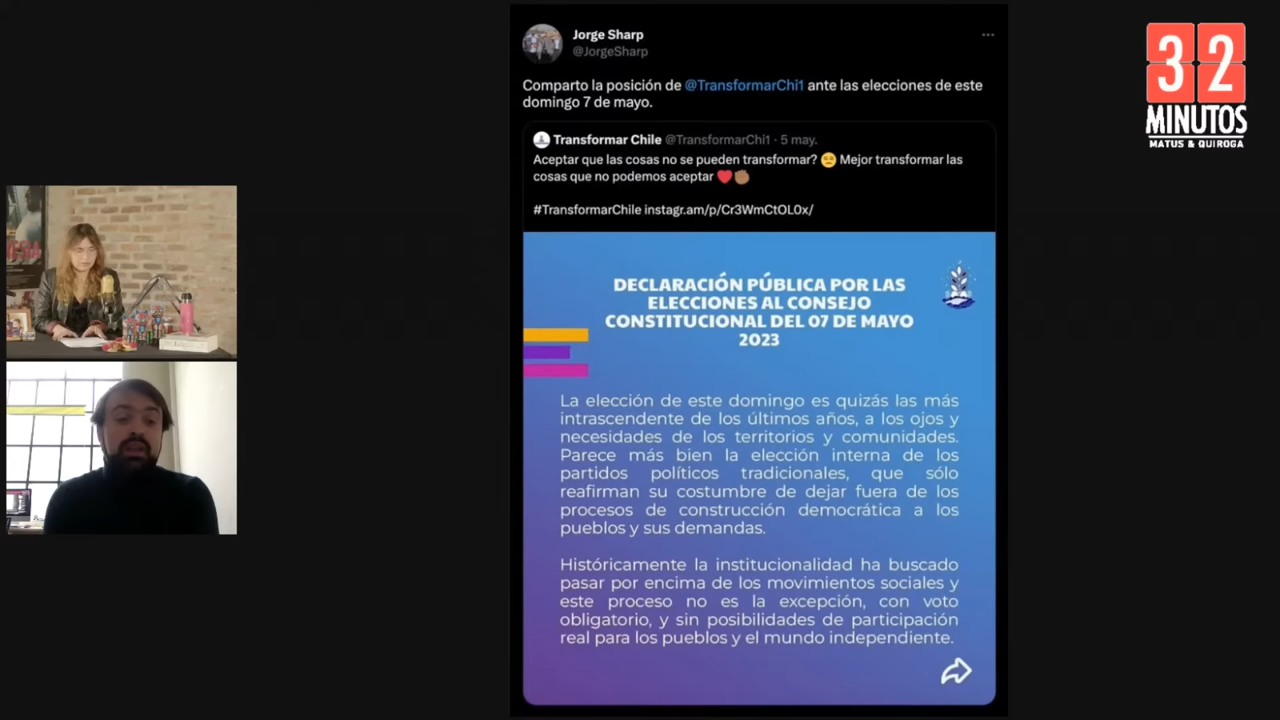 Jorge Sharp
@JorgeSharp
Comparto la posición de @TransformarChi1 ante las elecciones de este
domingo 7 de mayo.
Transformar Chile @TransformarChi1 · 5 may.
Aceptar que las cosas no se pueden transformar? 🥺 Mejor transformar las
cosas que no podemos aceptar ❤️✊🏽
#TransformarChile instagr.am/p/Cr3WmCtOL0x/
DECLARACIÓN PÚBLICA POR LAS
ELECCIONES AL CONSEJO
CONSTITUCIONAL DEL 07 DE MAYO
2023
La elección de este domingo es quizás las más
intrascendente de los últimos años, a los ojos y
necesidades de los territorios y comunidades.
Parece más bien la elección interna de los
partidos políticos tradicionales, que sólo
reafirman su costumbre de dejar fuera de los
procesos de construcción democrática a los
pueblos y sus demandas.
Históricamente la institucionalidad ha buscado
pasar por encima de los movimientos sociales y
este proceso no es la excepción, con voto
obligatorio, y sin posibilidades de participación
real para los pueblos y el mundo independiente.
32
MINUTOS
MATUS & QUIROGA